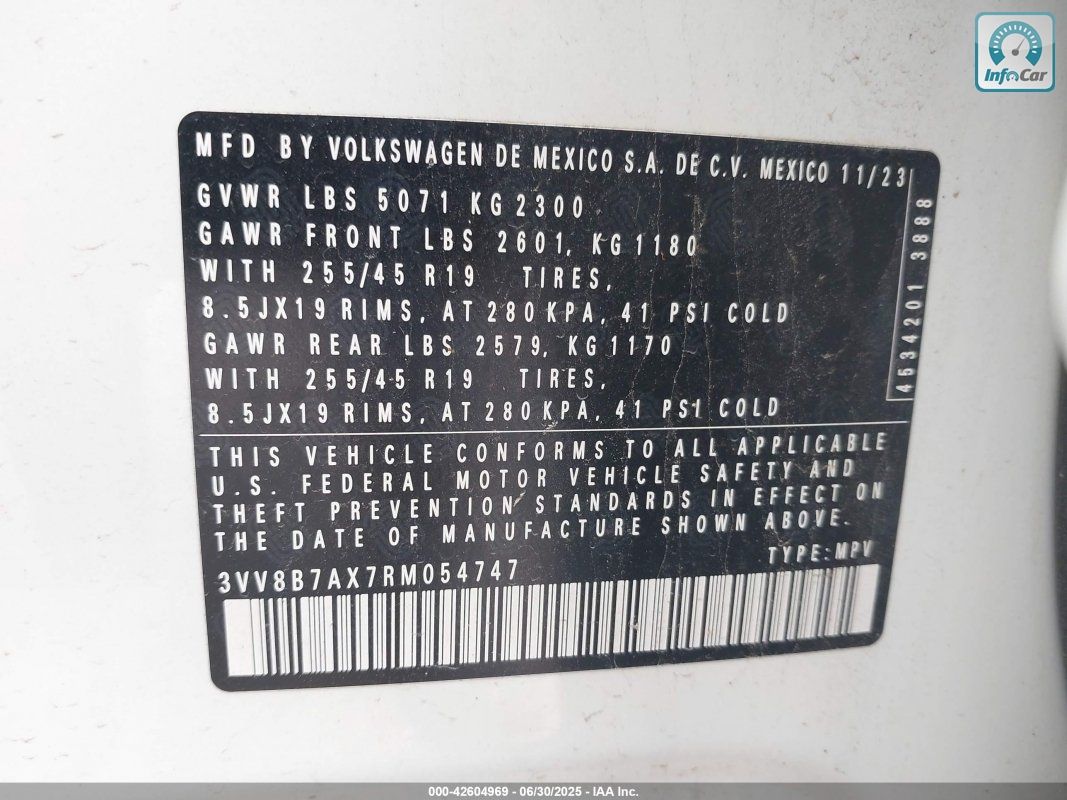 InfoCar
MFD BY VOLKSWAGEN DE MEXICO S.A. DE C.V. MEXICO 11/23
GVWR LBS 5071 KG 2300
GAWR FRONT LBS 2601, KG 1180
WITH 255/45 R19 TIRES,
8.5JX19 RIMS, AT 280 KPA, 41 PSI COLD
GAWR REAR LBS 2579, KG 1170
WITH 255/45 R19 TIRES,
8.5JX19 RIMS, AT 280 KPA, 41 PSI COLD
4534201 3888
THIS VEHICLE CONFORMS TO ALL APPLICABLE
U.S. FEDERAL MOTOR VEHICLE SAFETY AND
THEFT PREVENTION STANDARDS IN EFFECT ON
THE DATE OF MANUFACTURE SHOWN ABOVE.
TYPE:MPV
3VV8B7AX7RM054747
000-42604969 - 06/30/2025 - IAA Inc.